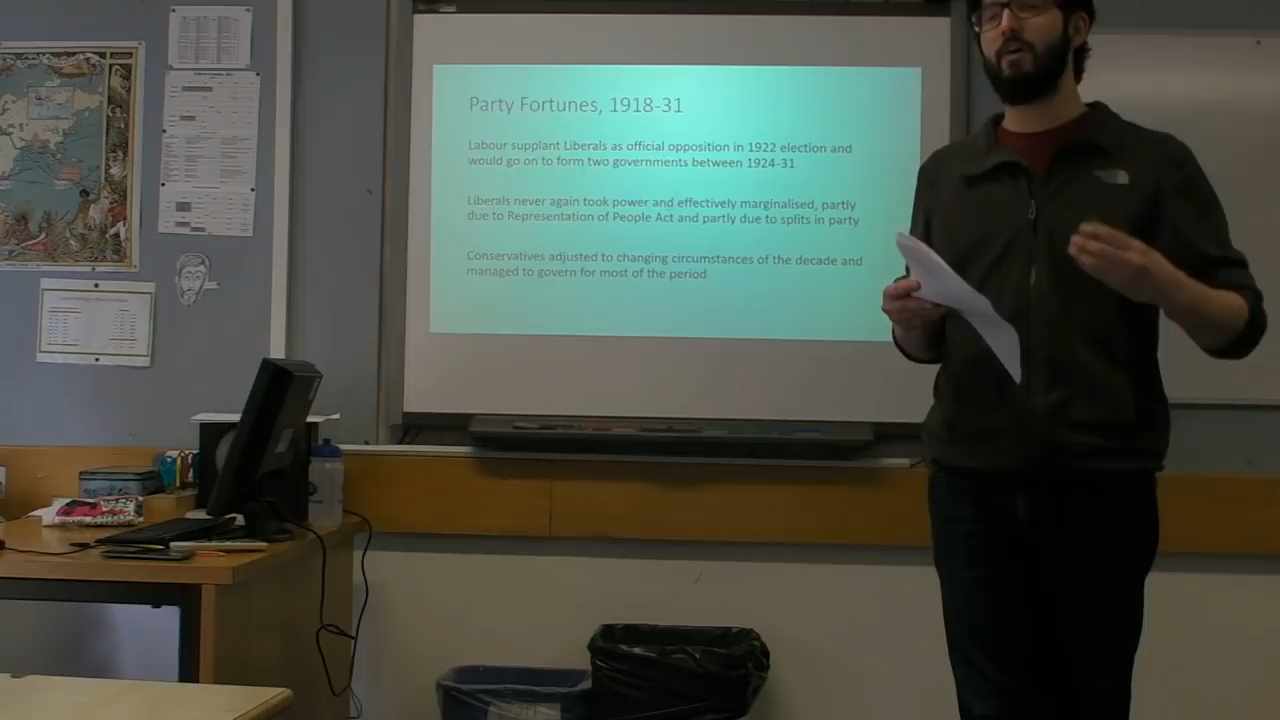 Party Fortunes, 1918-31
Labour supplant Liberals as official opposition in 1922 election and
would go on to form two governments between 1924-31
Liberals never again took power and effectively marginalised, partly
due to Representation of People Act and partly due to splits in party
Conservatives adjusted to changing circumstances of the decade and
managed to govern for most of the period